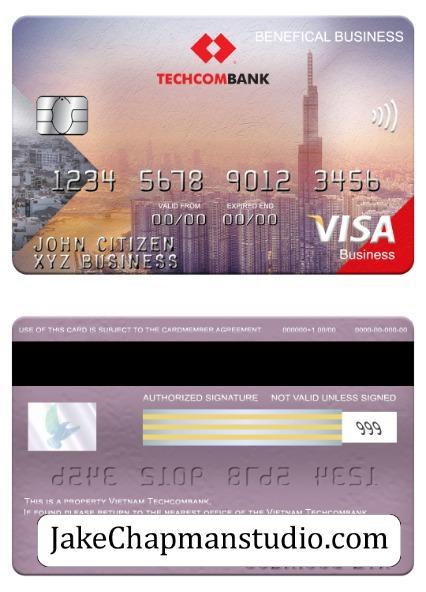 BENEFICAL BUSINESS
TECHCOMBANK
1234 5678 9012 3456
VALID FROM EXPIRED END
00/00 00/00
JOHN CITIZEN
XYZ BUSINESS
VISA
Business
USE OF THIS CARD IS SUBJECT TO THE CARDMEMBER AGREEMENT 000000+1 00/00 0000-00-000-00
AUTHORIZED SIGNATURE NOT VALID UNLESS SIGNED
999
THIS IS A PROPERTY VIETNAM TECHCOMBANK.
IF FOUND PLEASE RETURN TO THE NEAREST OFFICE OF THE VIETNAM TECHCOMBANK
JakeChapmanstudio.com